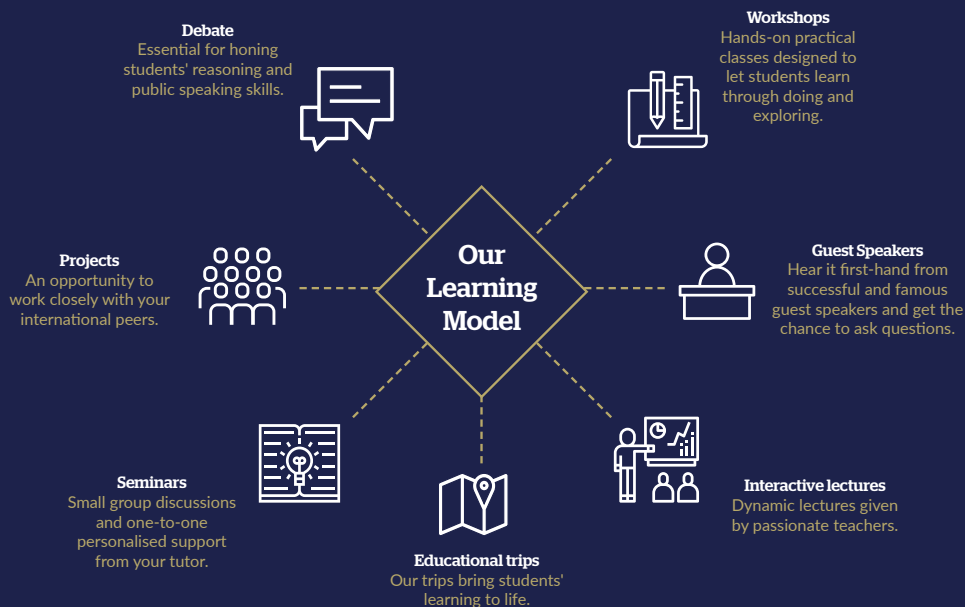 Debate
Essential for honing
students' reasoning and
public speaking skills.
Workshops
Hands-on practical
classes designed to
let students learn
through doing and
exploring.
Projects
An opportunity to
work closely with your
international peers.
Our
Learning
Model
Guest Speakers
Hear it first-hand from
successful and famous
guest speakers and get the
chance to ask questions.
Seminars
Small group discussions
and one-to-one
personalised support
from your tutor.
Educational trips
Our trips bring students'
learning to life.
Interactive lectures
Dynamic lectures given
by passionate teachers.